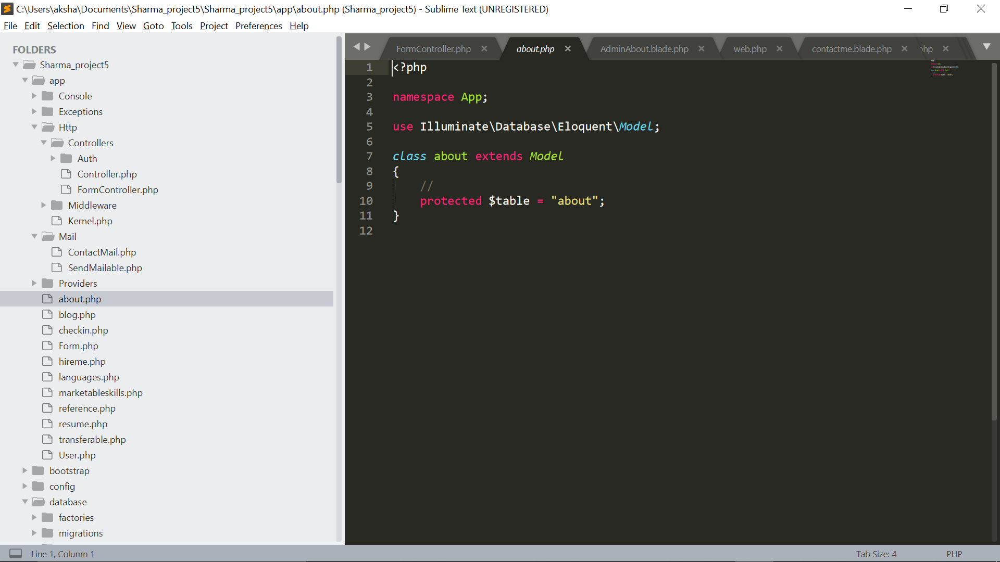 C:\Users\aksha\Documents\Sharma_project5\Sharma_project5\app\about.php (Sharma_project5) - Sublime Text (UNREGISTERED)
File Edit Selection Find View Goto Tools Project Preferences Help
FOLDERS
Sharma_project5
app
Console
Exceptions
Http
Controllers
Auth
Controller.php
FormController.php
Middleware
Kernel.php
Mail
ContactMail.php
SendMailable.php
Providers
about.php
blog.php
checkin.php
Form.php
hireme.php
languages.php
marketableskills.php
reference.php
resume.php
transferable.php
User.php
bootstrap
config
database
factories
migrations
FormController.php about.php AdminAbout.blade.php web.php contactme.blade.php
1 <?php
2
3 namespace App;
4
5 use Illuminate\Database\Eloquent\Model;
6
7 class about extends Model
8 {
9 //
10 protected $table = "about";
11 }
12
Line 1, Column 1
Tab Size: 4
PHP